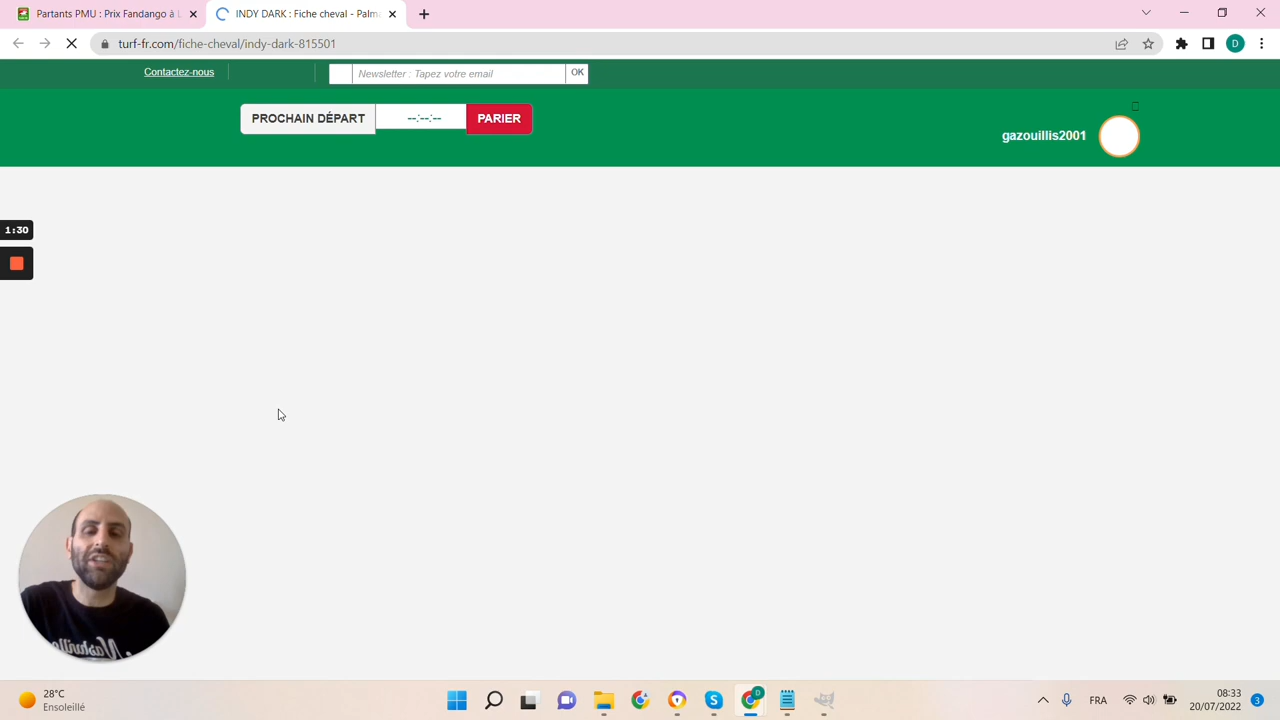 Partants PMU : Prix Fandango à L
INDY DARK : Fiche cheval - Palma
turf-fr.com/fiche-cheval/indy-dark-815501
D
Contactez-nous
Newsletter : Tapez votre email
OK
PROCHAIN DÉPART
--:--:--
PARIER
gazouillis2001
1:30
Nashville
28°C
Ensoleillé
FRA
08:33
20/07/2022
3